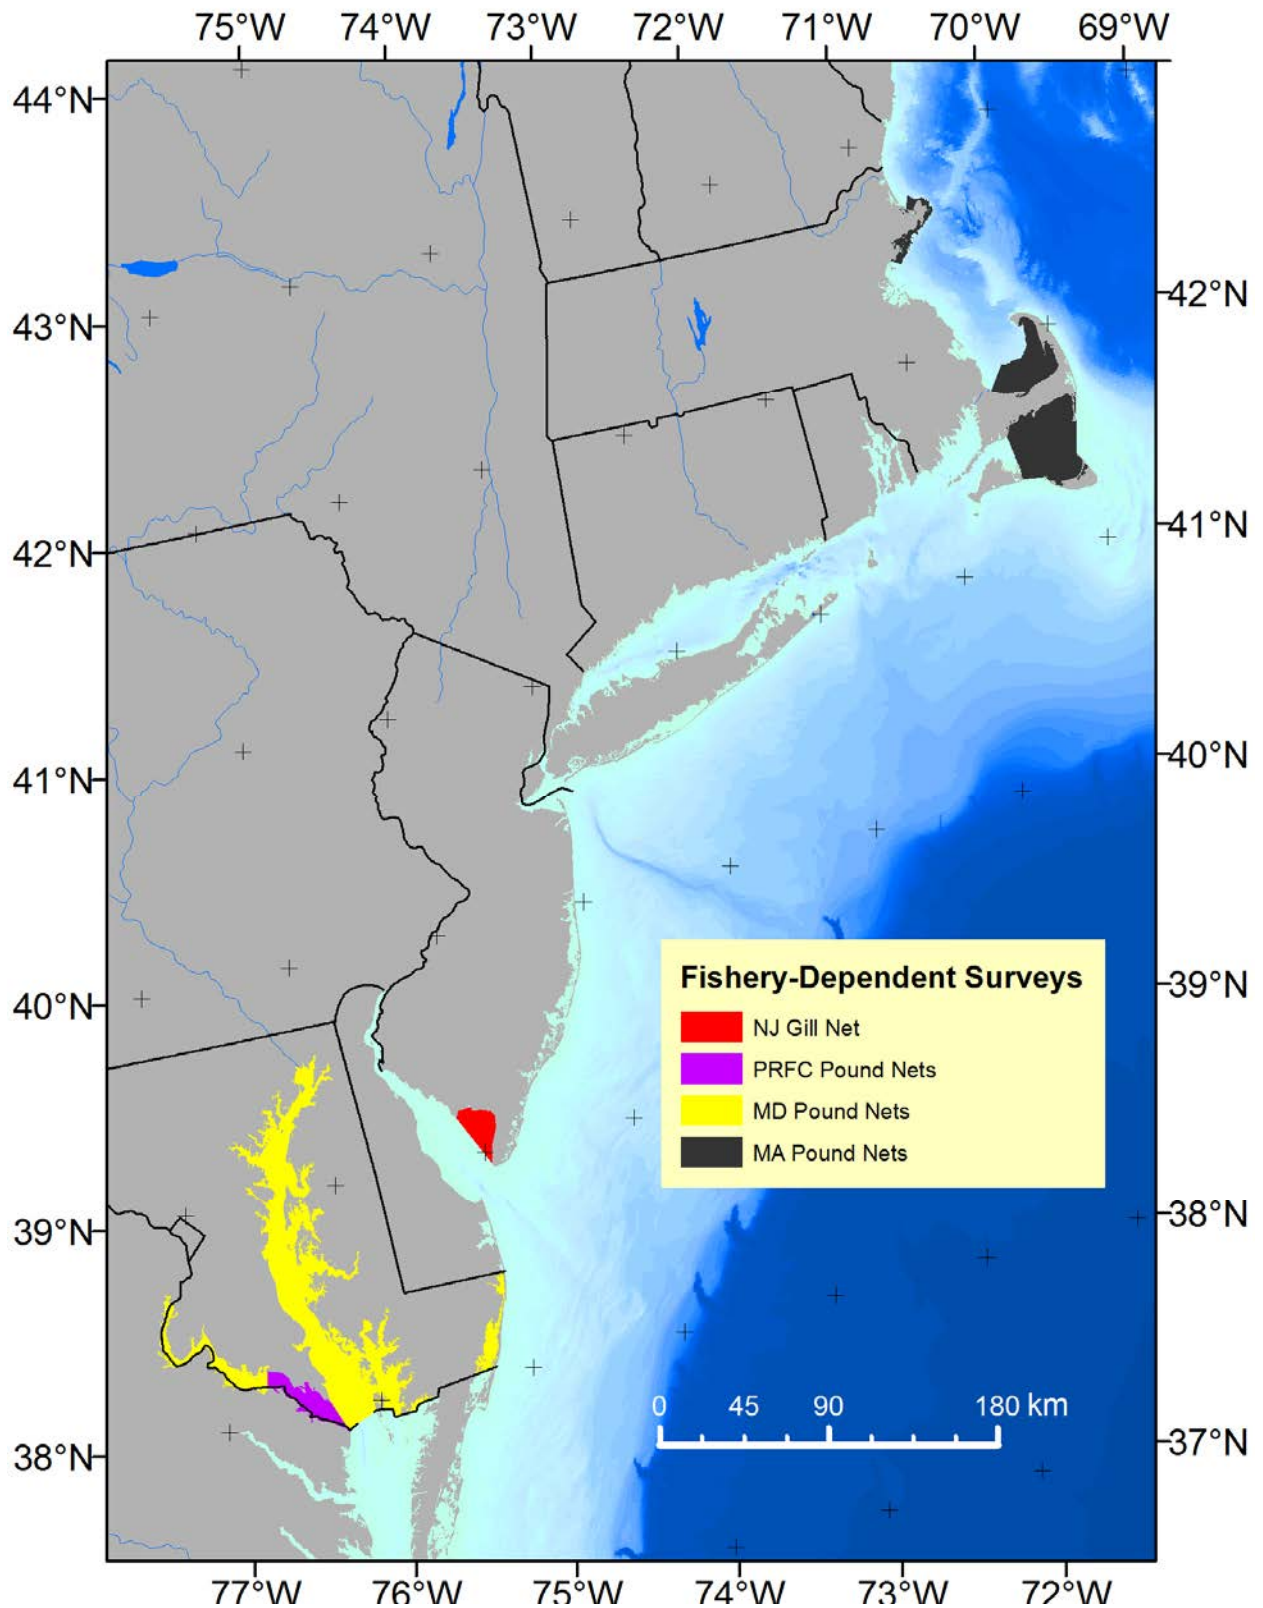 75°W 74°W 73°W 72°W 71°W 70°W 69°W
44°N
42°N
43°N
41°N
42°N
40°N
41°N
39°N
40°N
Fishery-Dependent Surveys
NJ Gill Net
PRFC Pound Nets
MD Pound Nets
MA Pound Nets
38°N
39°N
0 45 90 180 km
37°N
38°N
77°W 76°W 75°W 74°W 73°W 72°W